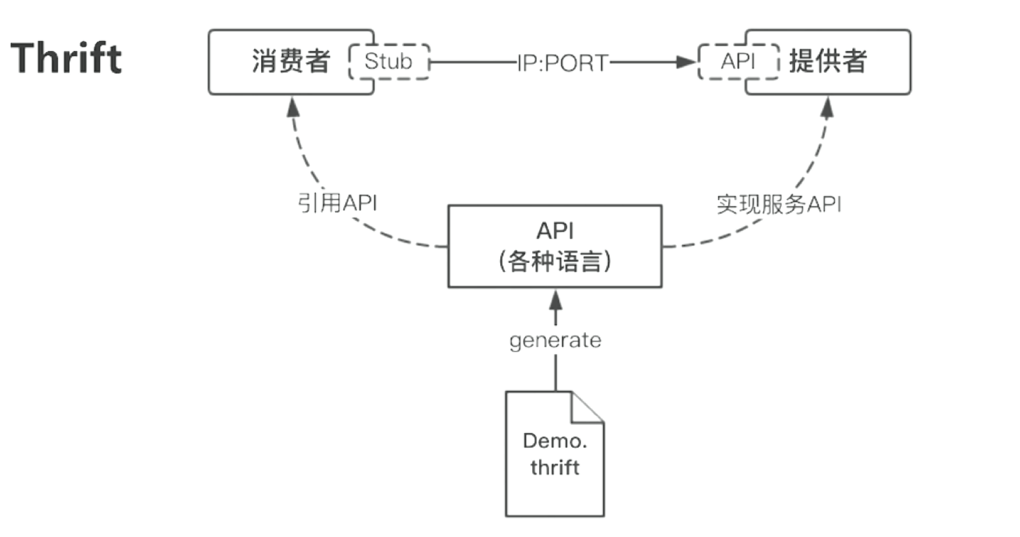 Thrift
消费者
Stub
IP:PORT
API
提供者
引用API
实现服务API
API
（各种语言）
generate
Demo.
thrift